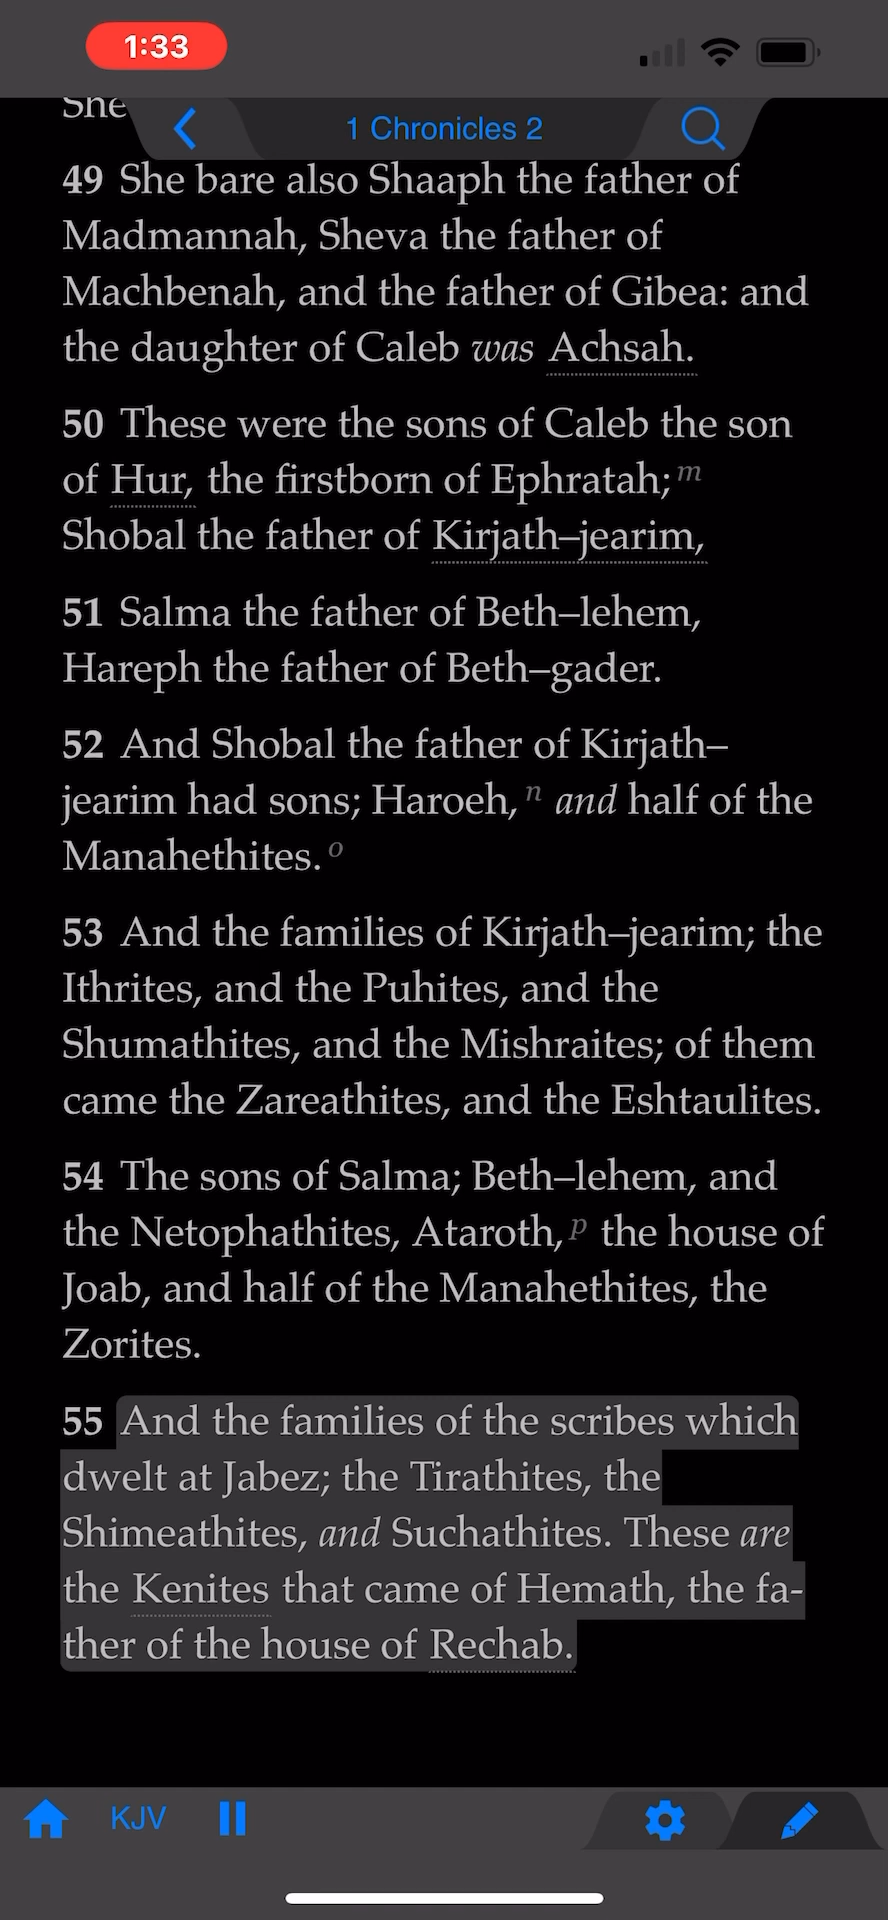 1:33
She
1 Chronicles 2
49 She bare also Shaaph the father of
Madmannah, Sheva the father of
Machbenah, and the father of Gibea: and
the daughter of Caleb was Achsah.
50 These were the sons of Caleb the son
of Hur, the firstborn of Ephratah; m
Shobal the father of Kirjath–jearim,
51 Salma the father of Beth–lehem,
Hareph the father of Beth–gader.
52 And Shobal the father of Kirjath–
jearim had sons; Haroeh, n and half of the
Manahethites. o
53 And the families of Kirjath–jearim; the
Ithrites, and the Puhites, and the
Shumathites, and the Mishraites; of them
came the Zareathites, and the Eshtaulites.
54 The sons of Salma; Beth–lehem, and
the Netophathites, Ataroth, p the house of
Joab, and half of the Manahethites, the
Zorites.
55 And the families of the scribes which
dwelt at Jabez; the Tirathites, the
Shimeathites, and Suchathites. These are
the Kenites that came of Hemath, the fa-
ther of the house of Rechab.
KJV